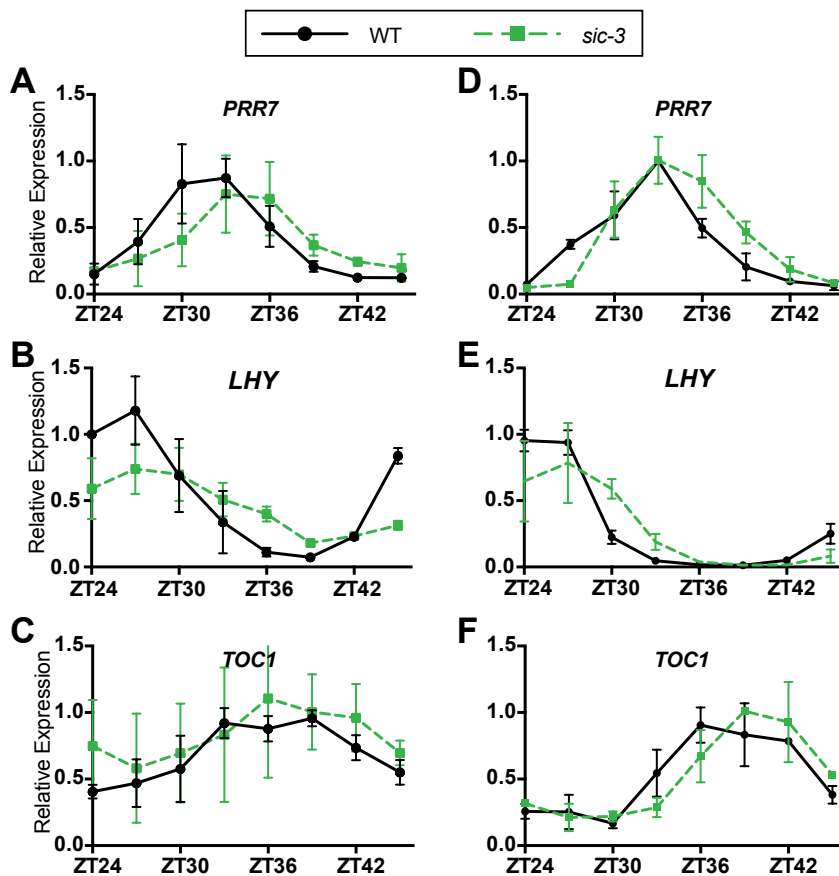 WT sic-3
A
PRR7
Relative Expression
1.5
1.0
0.5
0.0
ZT24 ZT30 ZT36 ZT42
D
PRR7
1.5
1.0
0.5
0.0
ZT24 ZT30 ZT36 ZT42
B
LHY
Relative Expression
1.5
1.0
0.5
0.0
ZT24 ZT30 ZT36 ZT42
E
LHY
1.5
1.0
0.5
0.0
ZT24 ZT30 ZT36 ZT42
C
TOC1
Relative Expression
1.5
1.0
0.5
0.0
ZT24 ZT30 ZT36 ZT42
F
TOC1
1.5
1.0
0.5
0.0
ZT24 ZT30 ZT36 ZT42